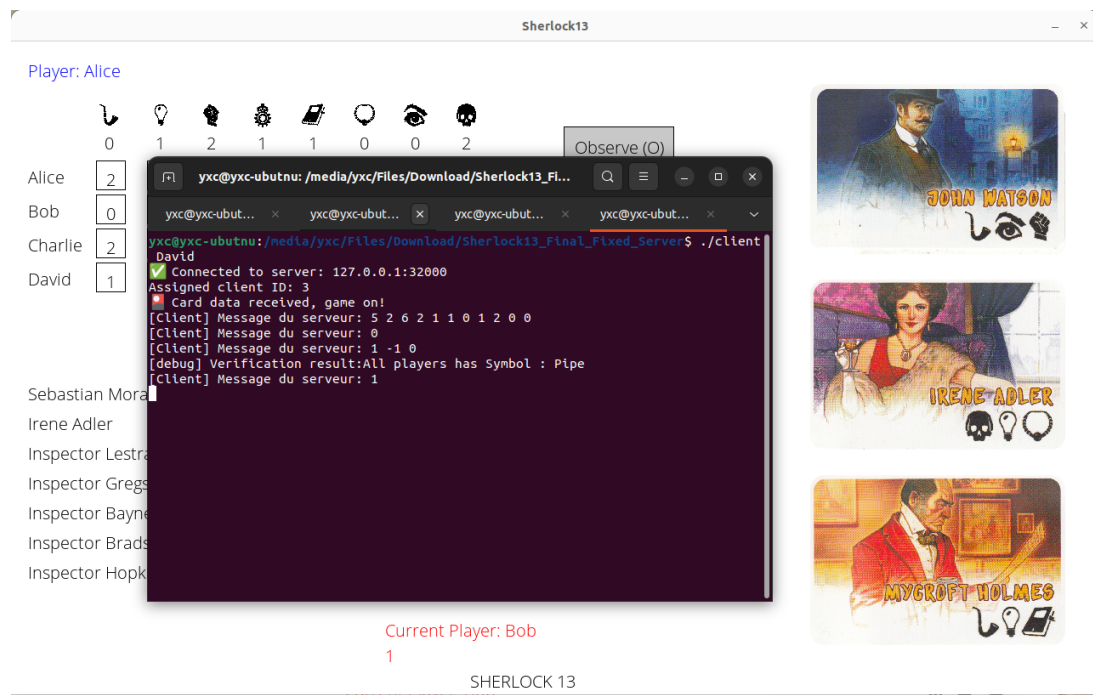 Sherlock13
Player: Alice
0 1 2 1 1 0 0 2
Observe (O)
Alice 2
Bob 0
Charlie 2
David 1
yxc@yxc-ubutnu: /media/yxc/Files/Download/Sherlock13_Fi...
yxc@yxc-ubut... yxc@yxc-ubut... yxc@yxc-ubut... yxc@yxc-ubut...
yxc@yxc-ubutnu:/media/yxc/Files/Download/Sherlock13_Final_Fixed_Server$ ./client
David
Connected to server: 127.0.0.1:32000
Assigned client ID: 3
Card data received, game on!
[Client] Message du serveur: 5 2 6 2 1 1 0 1 2 0 0
[Client] Message du serveur: 0
[Client] Message du serveur: 1 -1 0
[debug] Verification result:All players has Symbol : Pipe
[Client] Message du serveur: 1
Sebastian Mora
Irene Adler
Inspector Lestra
Inspector Gregs
Inspector Bayne
Inspector Brads
Inspector Hopk
JOHN WATSON
IRENE ADLER
MYCROFT HOLMES
Current Player: Bob
1
SHERLOCK 13